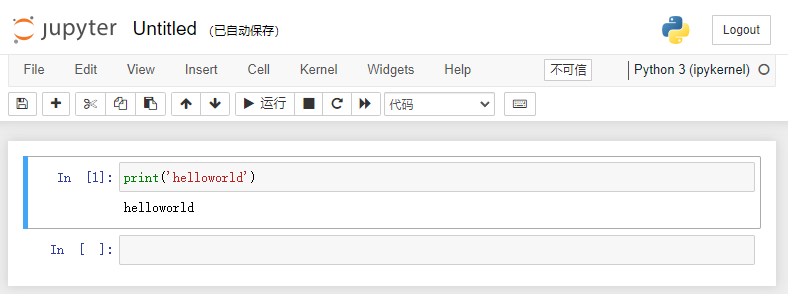 jupyter Untitled (已自动保存) Logout
File Edit View Insert Cell Kernel Widgets Help 不可信 Python 3 (ipykernel)
运行 代码
In [1]: print('helloworld')
helloworld
In [ ]: